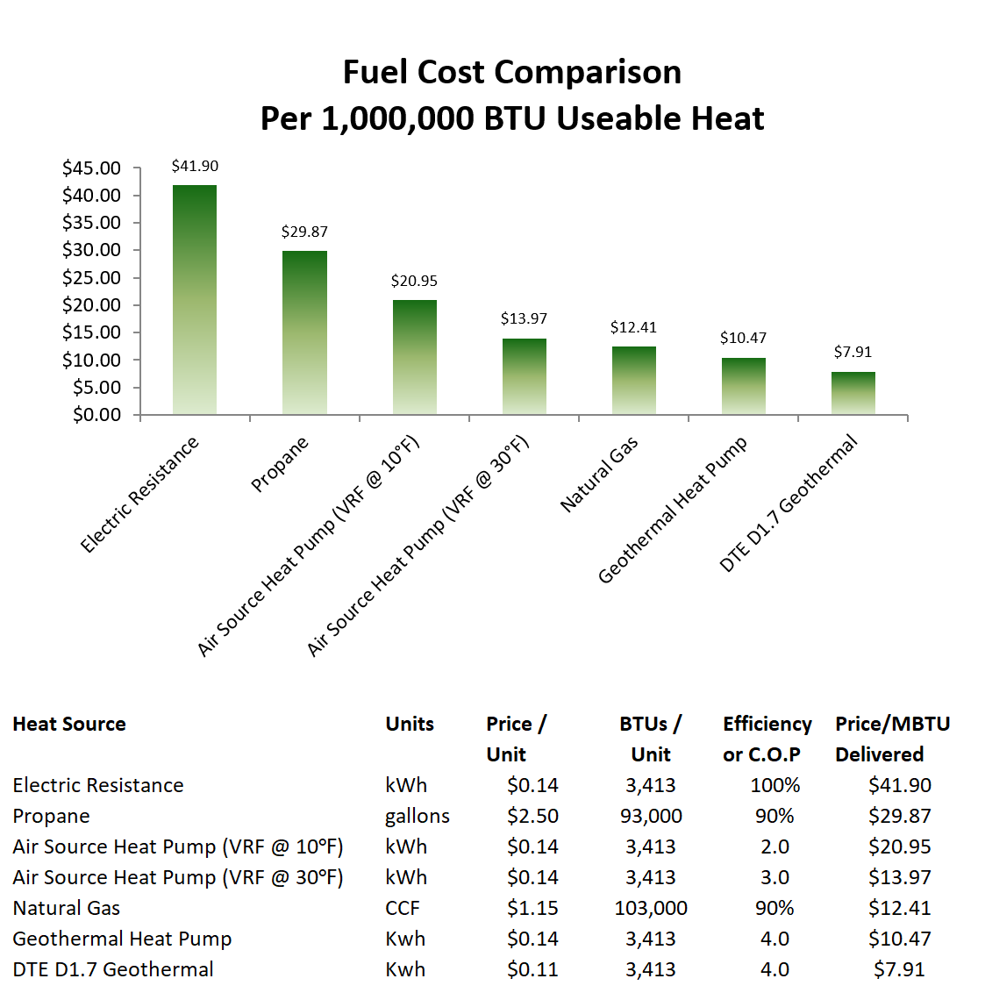 Fuel Cost Comparison
Per 1,000,000 BTU Useable Heat
$45.00
$40.00
$35.00
$30.00
$25.00
$20.00
$15.00
$10.00
$5.00
$0.00
$41.90
$29.87
$20.95
$13.97
$12.41
$10.47
$7.91
Electric Resistance
Propane
Air Source Heat Pump (VRF @ 10°F)
Air Source Heat Pump (VRF @ 30°F)
Natural Gas
Geothermal Heat Pump
DTE D1.7 Geothermal
Heat Source Units Price / BTUs / Efficiency Price/MBTU
Unit Unit or C.O.P Delivered
Electric Resistance kWh $0.14 3,413 100% $41.90
Propane gallons $2.50 93,000 90% $29.87
Air Source Heat Pump (VRF @ 10°F) kWh $0.14 3,413 2.0 $20.95
Air Source Heat Pump (VRF @ 30°F) kWh $0.14 3,413 3.0 $13.97
Natural Gas CCF $1.15 103,000 90% $12.41
Geothermal Heat Pump Kwh $0.14 3,413 4.0 $10.47
DTE D1.7 Geothermal Kwh $0.11 3,413 4.0 $7.91